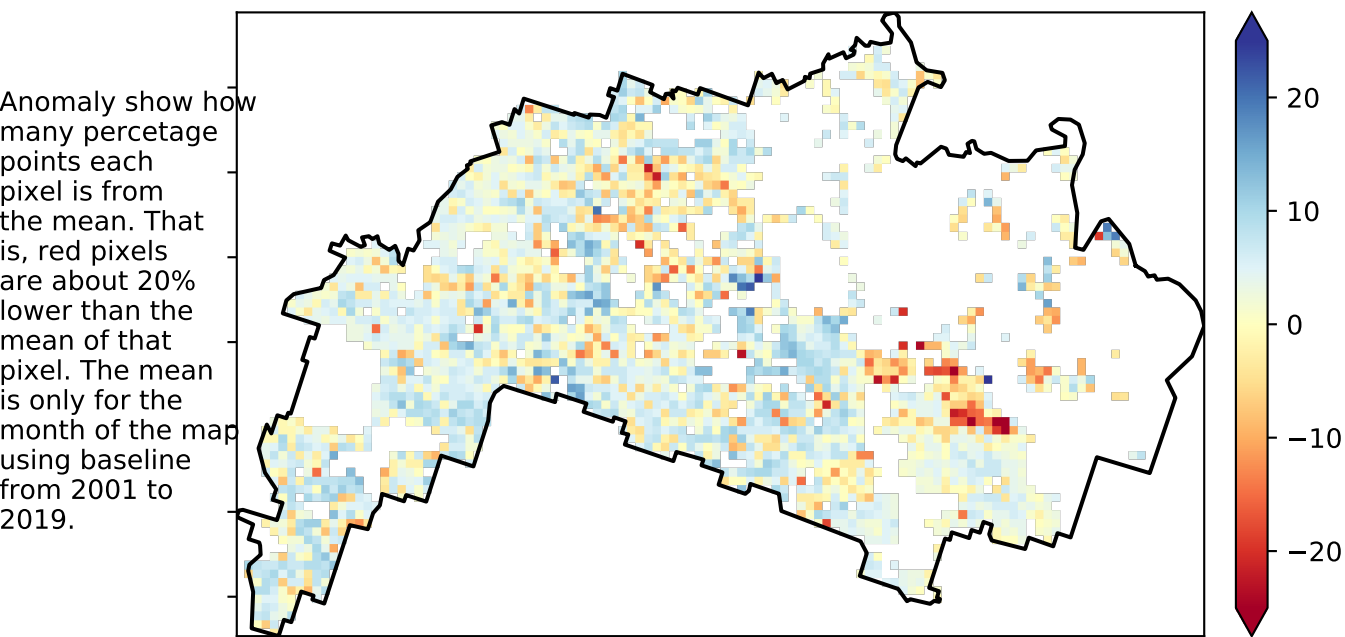 Anomaly show how
many percetage
points each
pixel is from
the mean. That
is, red pixels
are about 20%
lower than the
mean of that
pixel. The mean
is only for the
month of the map
using baseline
from 2001 to
2019.
20
10
0
−10
−20